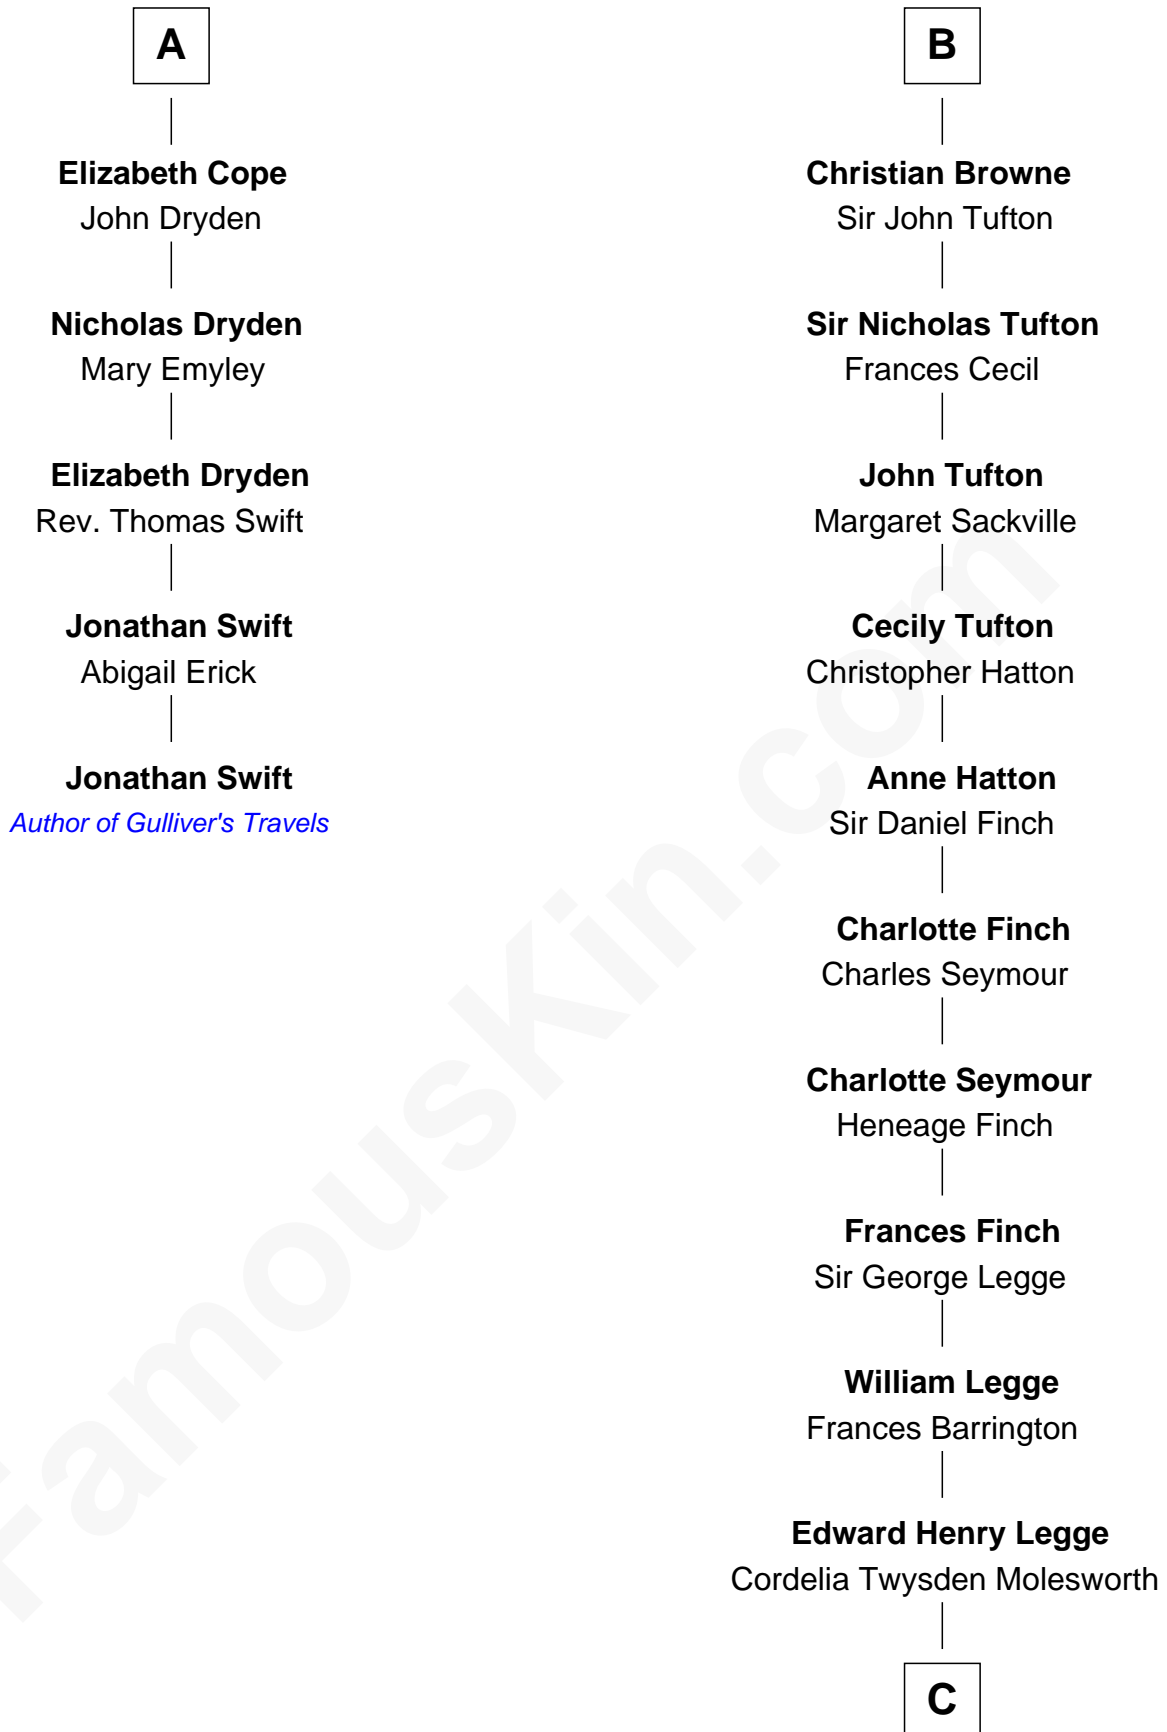 A
Elizabeth Cope
John Dryden
Nicholas Dryden
Mary Emyley
Elizabeth Dryden
Rev. Thomas Swift
Jonathan Swift
Abigail Erick
Jonathan Swift
Author of Gulliver's Travels
B
Christian Browne
Sir John Tufton
Sir Nicholas Tufton
Frances Cecil
John Tufton
Margaret Sackville
Cecily Tufton
Christopher Hatton
Anne Hatton
Sir Daniel Finch
Charlotte Finch
Charles Seymour
Charlotte Seymour
Heneage Finch
Frances Finch
Sir George Legge
William Legge
Frances Barrington
Edward Henry Legge
Cordelia Twysden Molesworth
C
FamousKin.com